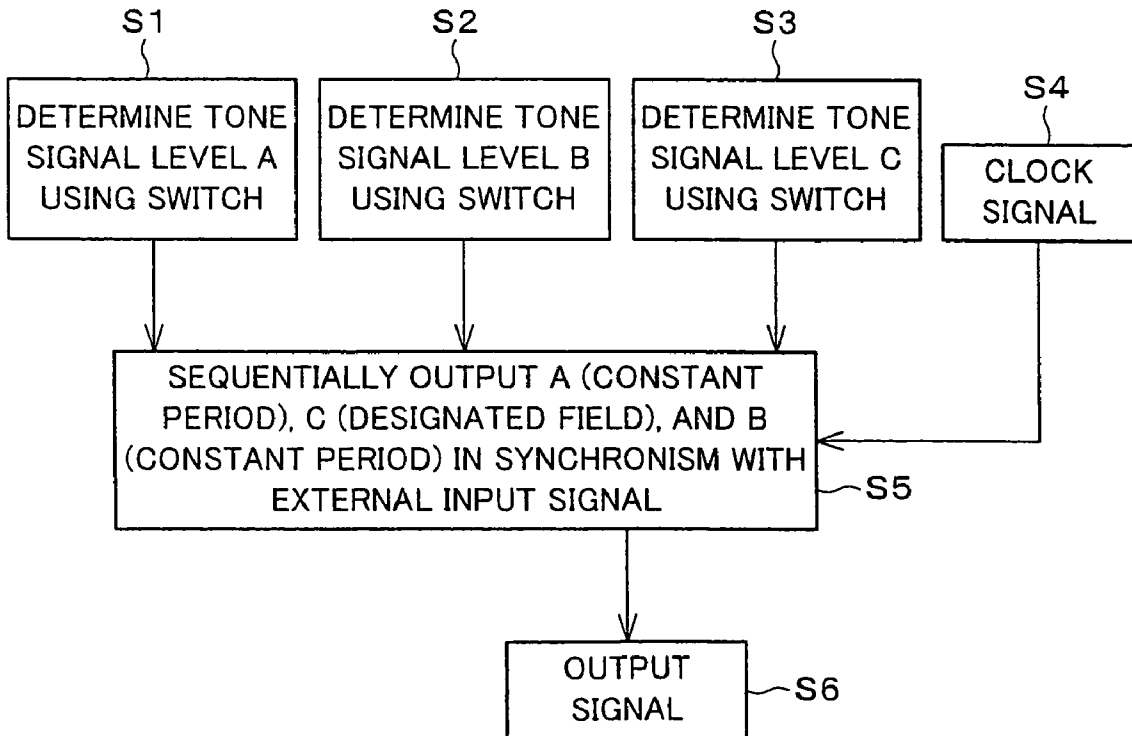 S1
S2
S3
S4
DETERMINE TONE
SIGNAL LEVEL A
USING SWITCH
DETERMINE TONE
SIGNAL LEVEL B
USING SWITCH
DETERMINE TONE
SIGNAL LEVEL C
USING SWITCH
CLOCK
SIGNAL
SEQUENTIALLY OUTPUT A (CONSTANT
PERIOD), C (DESIGNATED FIELD), AND B
(CONSTANT PERIOD) IN SYNCHRONISM WITH
EXTERNAL INPUT SIGNAL
S5
OUTPUT
SIGNAL
S6